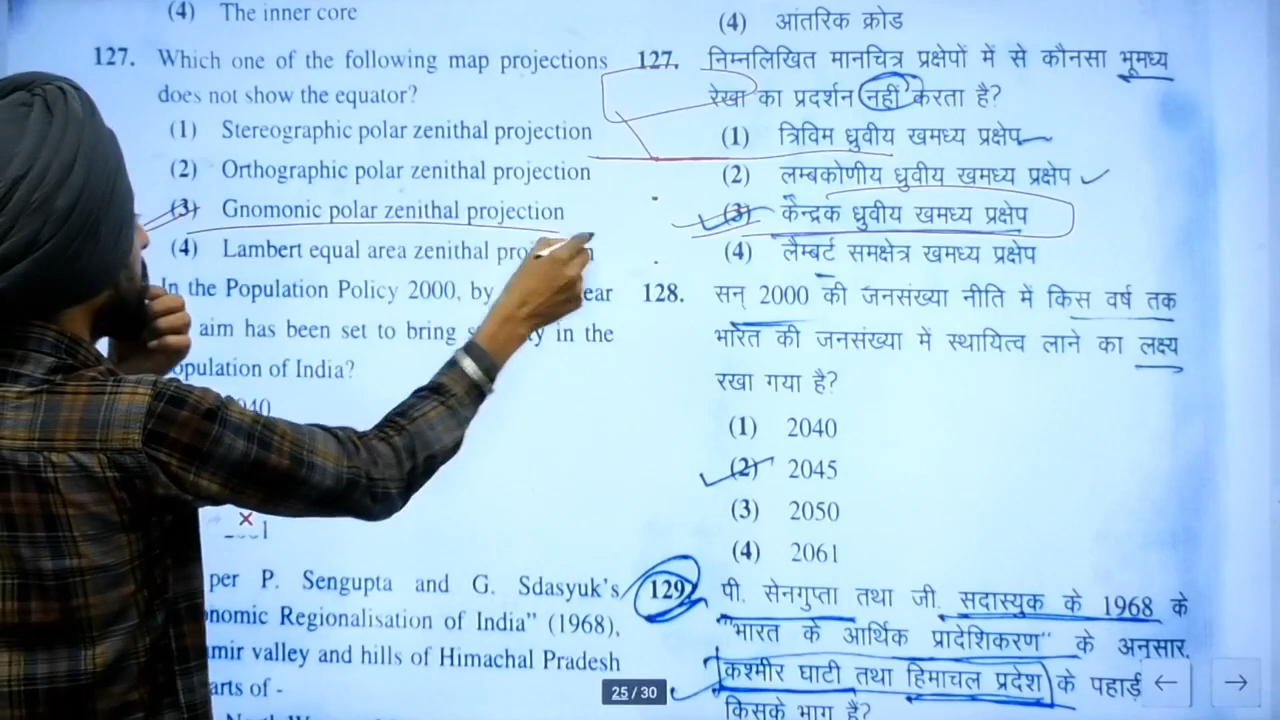 (4) The inner core
127. Which one of the following map projections
does not show the equator?
(1) Stereographic polar zenithal projection
(2) Orthographic polar zenithal projection
(3) Gnomonic polar zenithal projection
(4) Lambert equal area zenithal
In the Population Policy 2000, by
aim has been set to bring in the
opulation of India?
per P. Sengupta and G. Sdasyuk's
nomic Regionalisation of India" (1968),
mir valley and hills of Himachal Pradesh
arts of -
(4) आंतरिक क्रोड
127. निम्नलिखित मानचित्र प्रक्षेपों में से कौनसा भूमध्य
रेखा का प्रदर्शन नहीं करता है?
(1) त्रिविम ध्रुवीय खमध्य प्रक्षेप
(2) लम्बकोणीय ध्रुवीय खमध्य प्रक्षेप
(3) केन्द्रक ध्रुवीय खमध्य प्रक्षेप
(4) लैम्बर्ट समक्षेत्र खमध्य प्रक्षेप
128. सन् 2000 की जनसंख्या नीति में किस वर्ष तक
भारत की जनसंख्या में स्थायित्व लाने का लक्ष्य
रखा गया है?
(1) 2040
(2) 2045
(3) 2050
(4) 2061
129. पी. सेनगुप्ता तथा जी. सदास्युक के 1968 के
"भारत के आर्थिक प्रादेशिकरण" के अनुसार,
कश्मीर घाटी तथा हिमाचल प्रदेश के पहाड़ी
किसके भाग हैं?
25 / 30